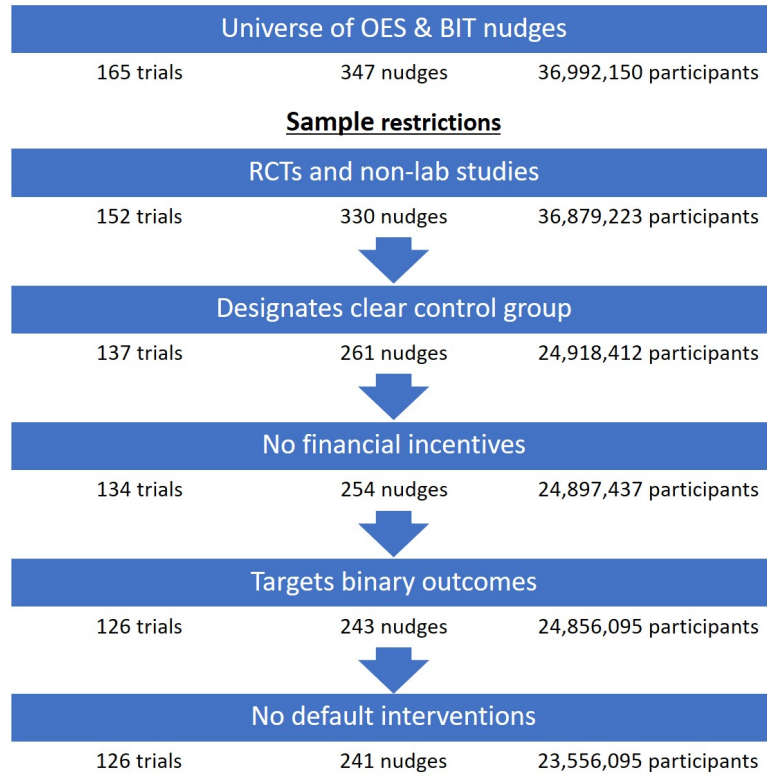 Universe of OES & BIT nudges
165 trials 347 nudges 36,992,150 participants
Sample restrictions
RCTs and non-lab studies
152 trials 330 nudges 36,879,223 participants
Designates clear control group
137 trials 261 nudges 24,918,412 participants
No financial incentives
134 trials 254 nudges 24,897,437 participants
Targets binary outcomes
126 trials 243 nudges 24,856,095 participants
No default interventions
126 trials 241 nudges 23,556,095 participants